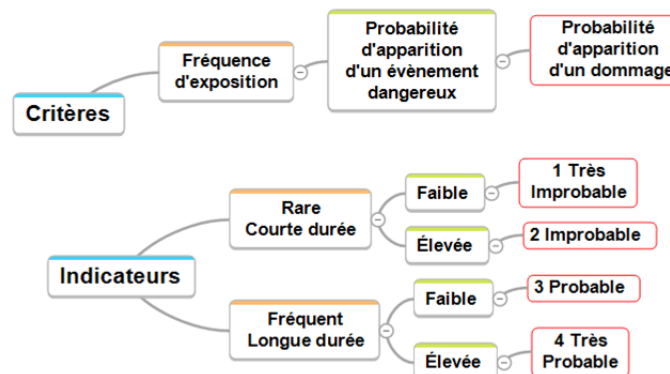 Critères
Fréquence
d'exposition
Probabilité
d'apparition
d'un évènement
dangereux
Probabilité
d'apparition
d'un dommage
Indicateurs
Rare
Courte durée
Faible
1 Très
Improbable
Élevée
2 Improbable
Fréquent
Longue durée
Faible
3 Probable
Élevée
4 Très
Probable